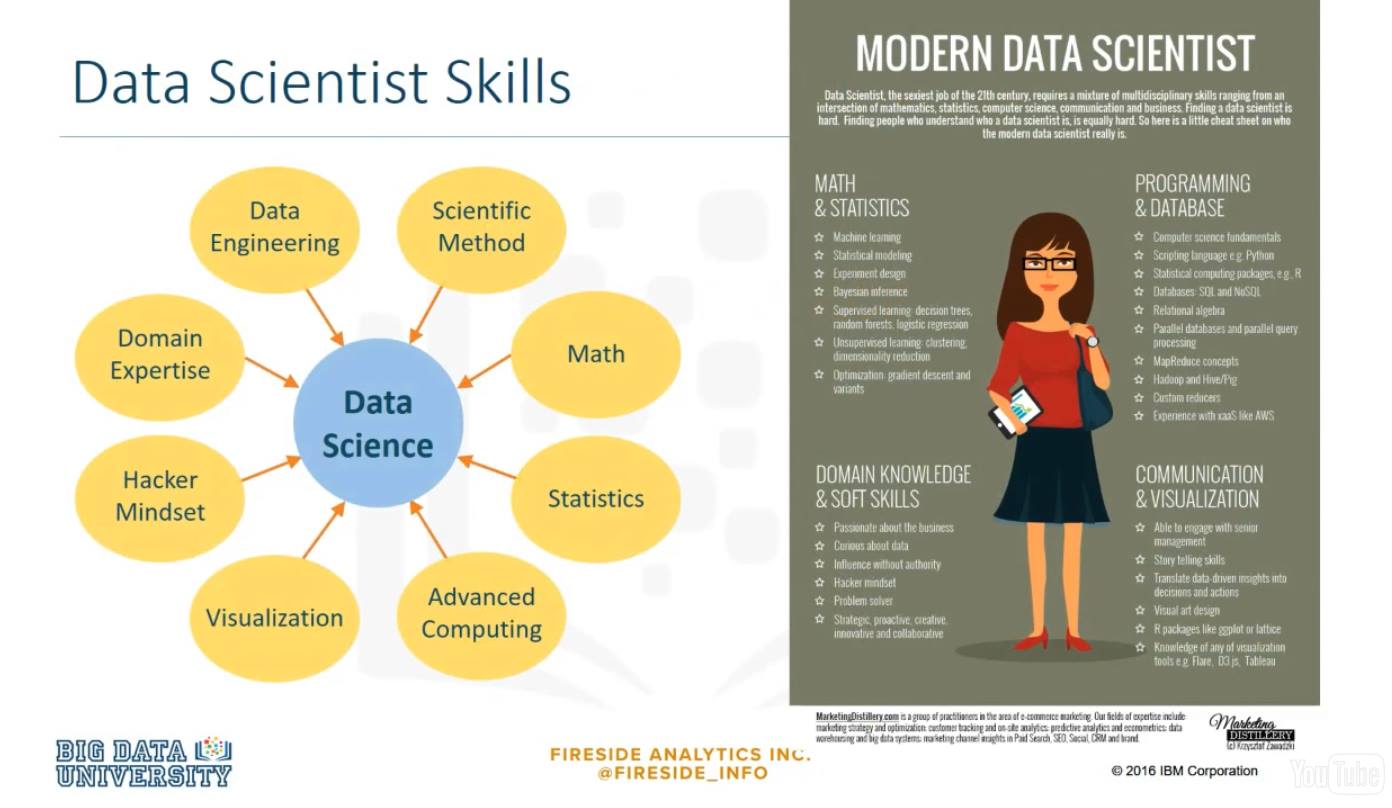 Data Scientist Skills
Data
Engineering
Scientific
Method
Domain
Expertise
Math
Data
Science
Hacker
Mindset
Statistics
Visualization
Advanced
Computing
MODERN DATA SCIENTIST
Data Scientist, the sexiest job of the 21th century, requires a mixture of multidisciplinary skills ranging from an
intersection of mathematics, statistics, computer science, communication and business. Finding a data scientist is
hard. Finding people who understand who a data scientist is, is equally hard. So here is a little cheat sheet on who
the modern data scientist really is.
MATH
& STATISTICS
Machine learning
Statistical modeling
Experiment design
Bayesian inference
Supervised learning: decision trees,
random forests, logistic regression
Unsupervised learning: clustering,
dimensionality reduction
Optimization: gradient descent and
variants
PROGRAMMING
& DATABASE
Computer science fundamentals
Scripting language e.g. Python
Statistical computing packages, e.g., R
Databases: SQL and NoSQL
Relational algebra
Parallel databases and parallel query
processing
MapReduce concepts
Hadoop and Hive/Pig
Custom reducers
Experience with xaaS like AWS
DOMAIN KNOWLEDGE
& SOFT SKILLS
Passionate about the business
Curious about data
Influence without authority
Hacker mindset
Problem solver
Strategic, proactive, creative,
innovative and collaborative
COMMUNICATION
& VISUALIZATION
Able to engage with senior
management
Story telling skills
Translate data-driven insights into
decisions and actions
Visual art design
R packages like ggplot or lattice
Knowledge of any of visualization
tools e.g. Flare, D3.js, Tableau
MarketingDistillery.com is a group of practitioners in the area of e-commerce marketing. Our fields of expertise include:
marketing strategy and optimization: customer tracking and on-site analytics: predictive analytics and econometrics: data
warehousing and big data systems: marketing channel insights in Paid Search, SEO, Social, CRM and brand.
Marketing
DISTILLERY
(c) Krzysztof Zawadzki
BIG DATA
UNIVERSITY
FIRESIDE ANALYTICS INC.
@FIRESIDE_INFO
© 2016 IBM Corporation
YouTube